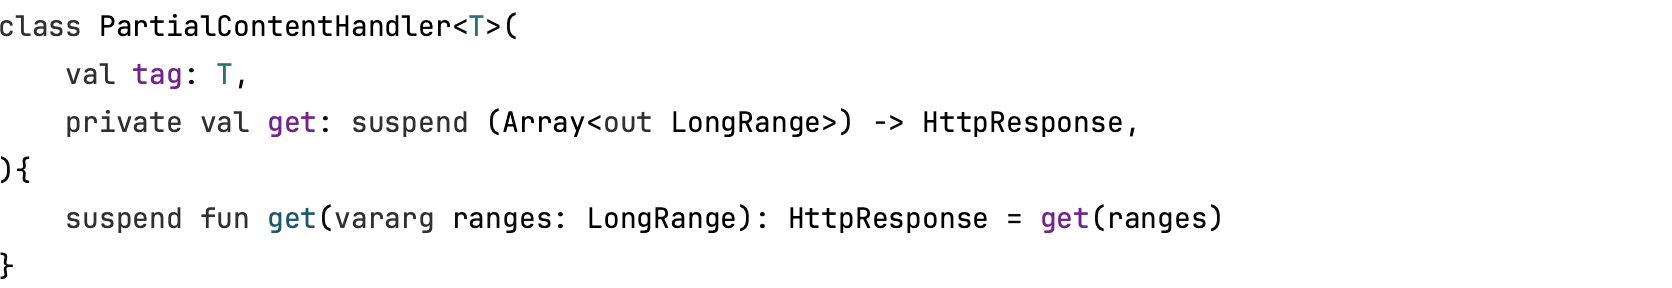 class PartialContentHandler<T>(
    val tag: T,
    private val get: suspend (Array<out LongRange>) -> HttpResponse,
){
    suspend fun get(vararg ranges: LongRange): HttpResponse = get(ranges)
}